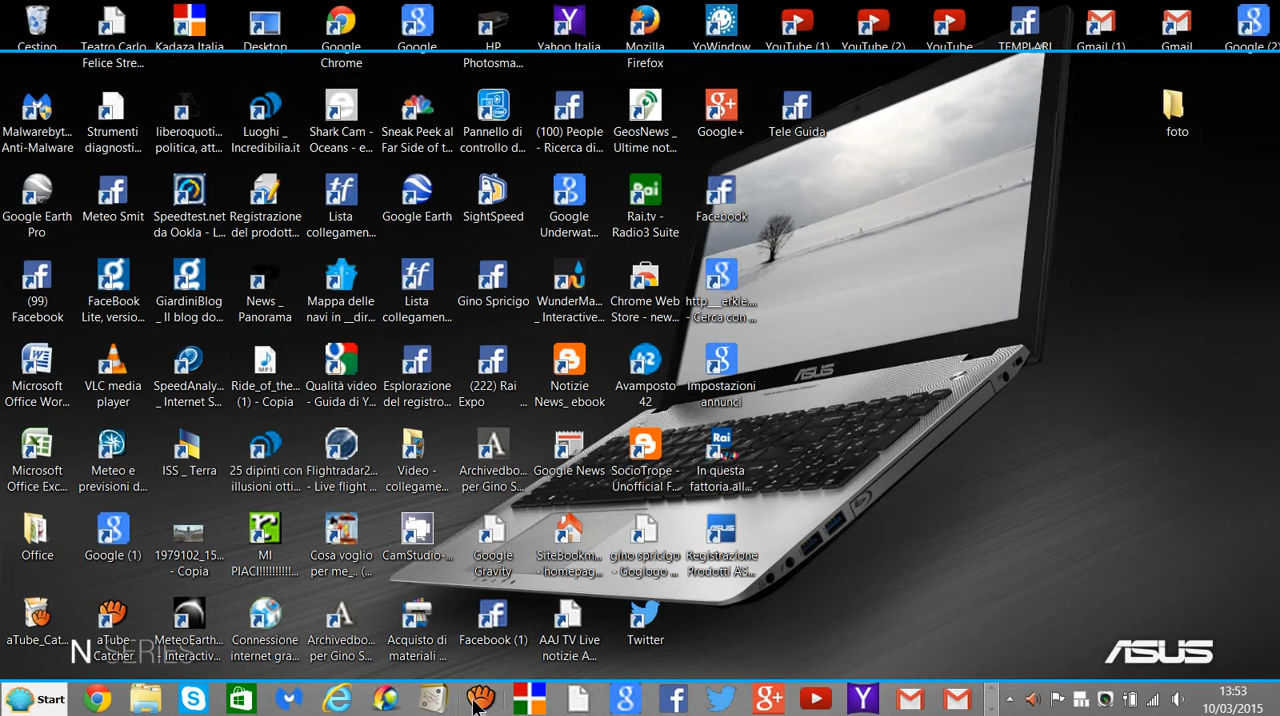 Cestino
Teatro Carlo
Felice Stre...
Kadaza Italia
Desktop
Google
Chrome
Google
HP
Photosma...
Yahoo Italia
Mozilla
Firefox
YoWindow
YouTube (1)
YouTube (2)
YouTube
TEMPLARI
Gmail (1)
Gmail
Google (2)
Malwarebyt...
Anti-Malware
Strumenti
diagnosti...
liberoquoti...
politica, att...
Luoghi _
Incredibilia.it
Shark Cam -
Oceans - e...
Sneak Peek al
Far Side of t...
Pannello di
controllo d...
(100) People
- Ricerca di...
GeosNews _
Ultime not...
Google+
Tele Guida
foto
Google Earth
Pro
Meteo Smit
Speedtest.net
da Ookla - L...
Registrazione
del prodott...
Lista
collegamen...
Google Earth
SightSpeed
Google
Underwat...
Rai.tv -
Radio3 Suite
Facebook
(99)
Facebook
FaceBook
Lite, versio...
GiardiniBlog
_ Il blog do...
News _
Panorama
Mappa delle
navi in __dir...
Lista
collegamen...
Gino Spricigo
WunderMa...
_ Interactive...
Chrome Web
Store - new...
http___erkie....
- Cerca con ...
Microsoft
Office Wor...
VLC media
player
SpeedAnaly...
_ Internet S...
Ride_of_the...
(1) - Copia
Qualità video
- Guida di Y...
Esplorazione
del registro...
(222) Rai
Expo ...
Notizie
News_ ebook
Avamposto
42
Impostazioni
annunci
ASUS
Microsoft
Office Exc...
Meteo e
previsioni d...
ISS _ Terra
25 dipinti con
illusioni otti...
Flightradar2...
- Live flight ...
Video -
collegame...
Archivedbo...
per Gino S...
Google News
SocioTrope -
Unofficial F...
In questa
fattoria all...
Office
Google (1)
1979102_15...
- Copia
MI
PIACI!!!!!!!!!!...
Cosa voglio
per me_. (...
CamStudio-...
Google
Gravity
SiteBookm...
- homepag...
gino spricigo
- Goglogo ...
Registrazione
Prodotti AS...
aTube_Cat...
aTube
Catcher
MeteoEarth...
- Interactiv...
Connessione
internet gra...
Archivedbo...
per Gino S...
Acquisto di
materiali ...
Facebook (1)
AAJ TV Live
notizie A...
Twitter
N SERIES
ASUS
Start
13:53
10/03/2015